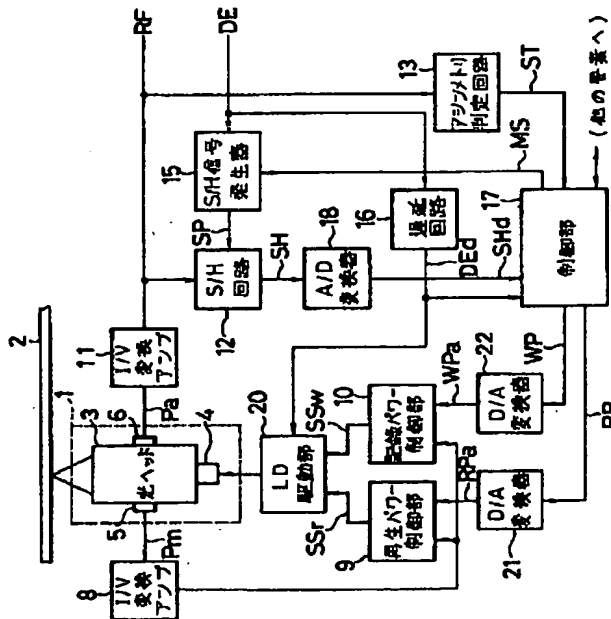 2
1
3
6
4
5
光ヘッド
Pa
Pm
11
I/V
変換
アンプ
8
I/V
変換
アンプ
RF
DE
15
S/H信号
発生器
SP
S/H
回路
12
SH
18
A/D
変換器
SHd
16
遅延
回路
DEd
13
アシンメトリ
判定回路
ST
MS
17
制御部
(他の要素へ)
20
LD
駆動部
SSw
SSr
10
記録パワー
制御部
9
再生パワー
制御部
WPa
RPa
22
D/A
変換器
WP
D/A
変換器
21